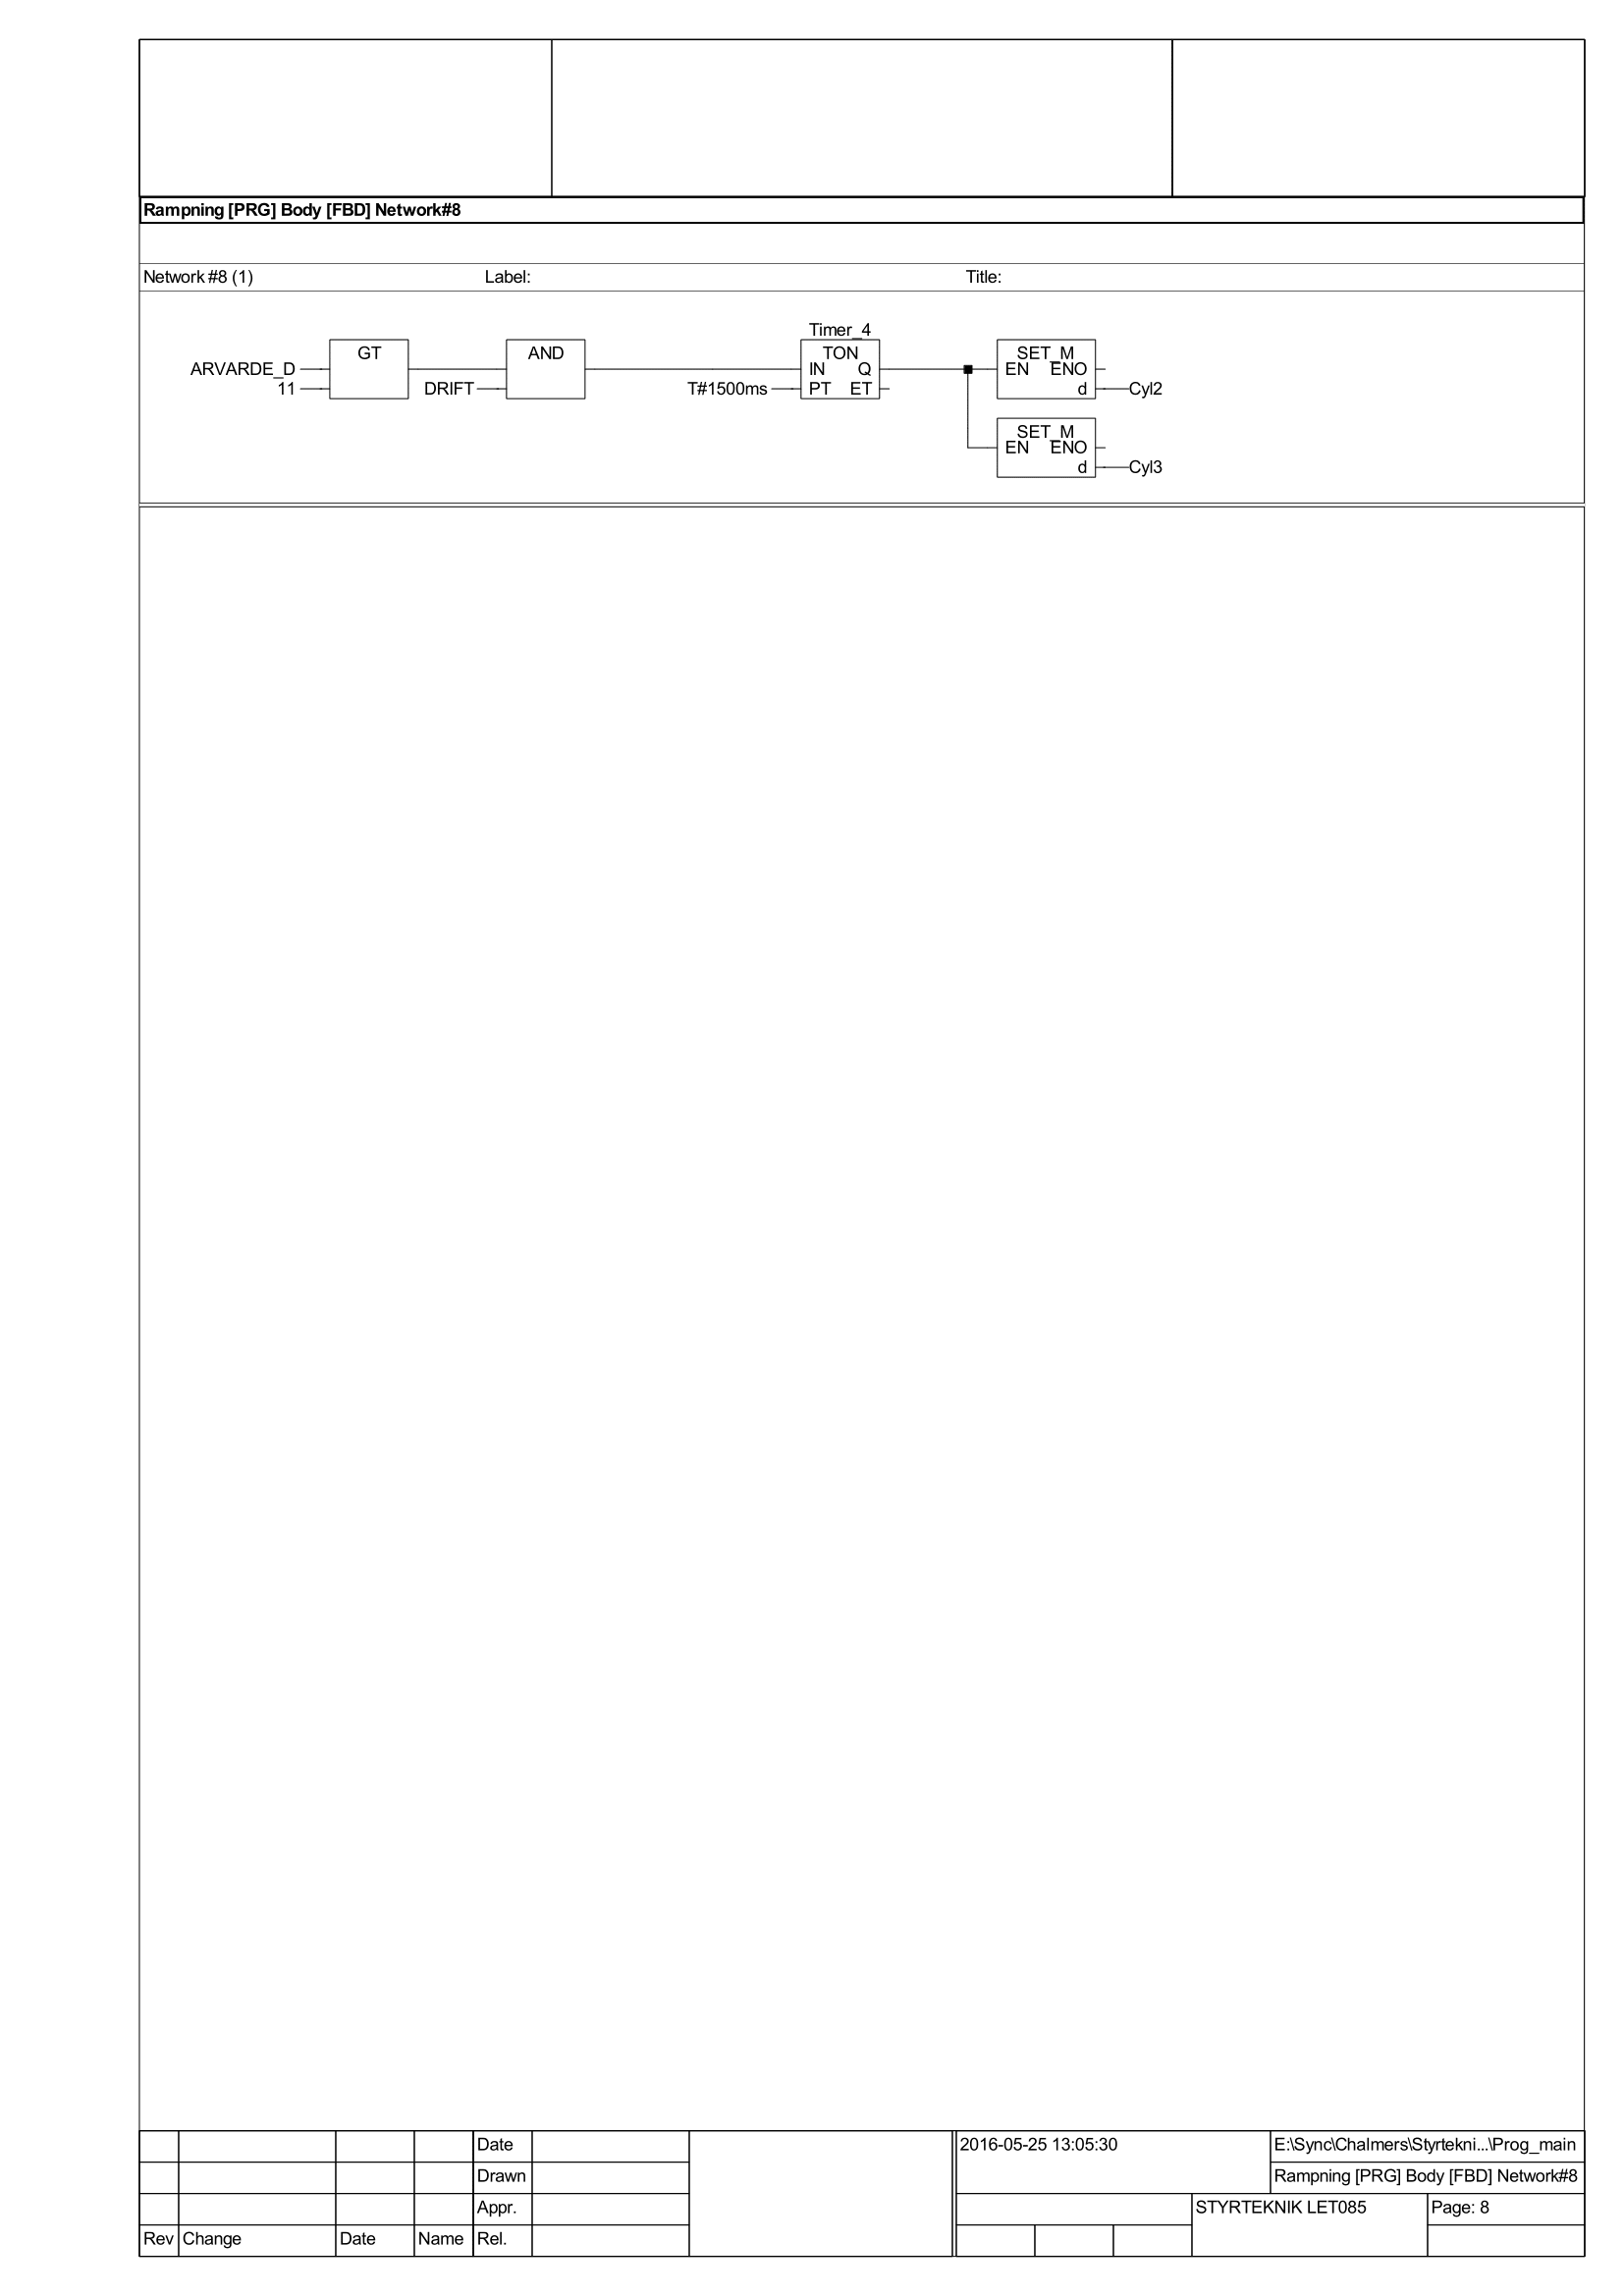 Rampning [PRG] Body [FBD] Network#8
Network #8 (1) Label: Title:
Timer_4
GT AND TON SET_M
ARVARDE_D IN Q EN ENO
11 DRIFT T#1500ms PT ET d Cyl2
SET_M
EN ENO
d Cyl3
Date 2016-05-25 13:05:30 E:\Sync\Chalmers\Styrtekni...\Prog_main
Drawn Rampning [PRG] Body [FBD] Network#8
Appr. STYRTEKNIK LET085 Page: 8
Rev Change Date Name Rel.